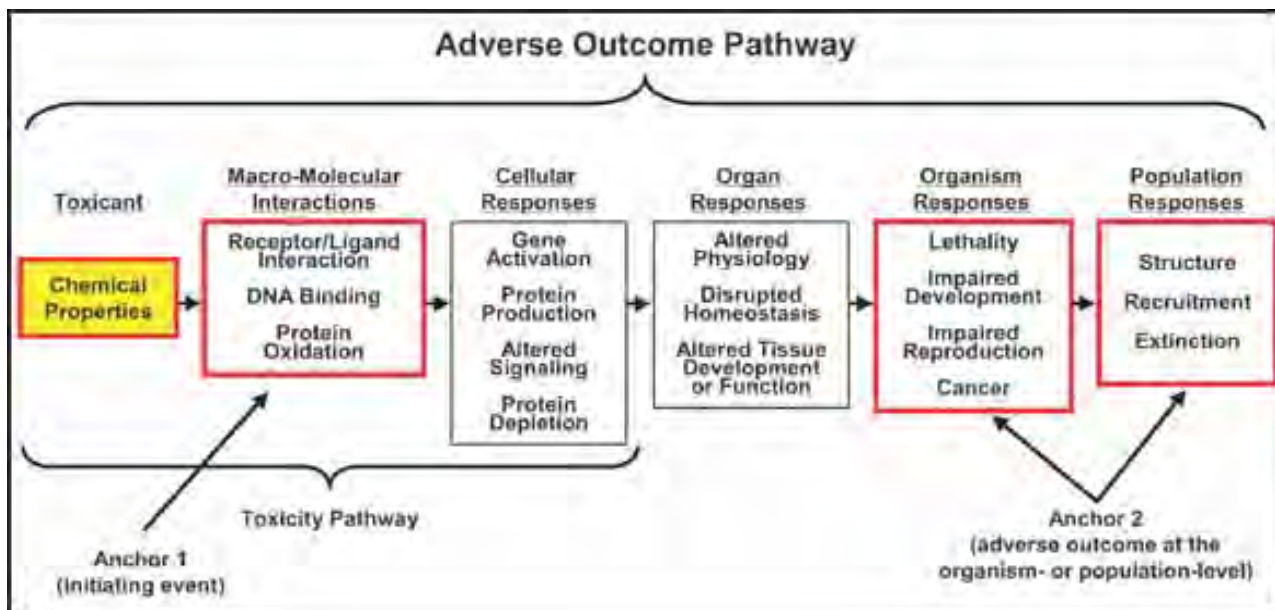 Adverse Outcome Pathway
Toxicant
Chemical
Properties
Macro-Molecular
Interactions
Receptor/Ligand
Interaction
DNA Binding
Protein
Oxidation
Cellular
Responses
Gene
Activation
Protein
Production
Altered
Signaling
Protein
Depletion
Organ
Responses
Altered
Physiology
Disrupted
Homeostasis
Altered Tissue
Development
or Function
Organism
Responses
Lethality
Impaired
Development
Impaired
Reproduction
Cancer
Population
Responses
Structure
Recruitment
Extinction
Toxicity Pathway
Anchor 1
(initiating event)
Anchor 2
(adverse outcome at the
organism- or population-level)